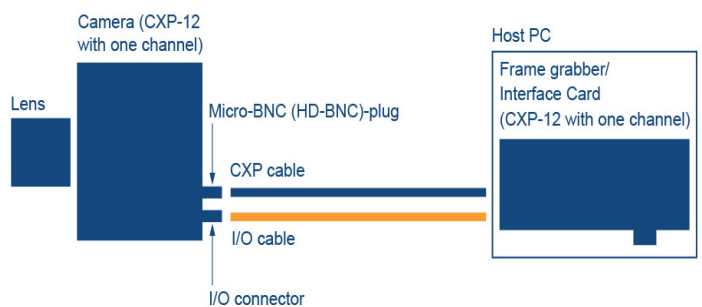 Camera (CXP-12
with one channel)
Host PC
Frame grabber/
Interface Card
(CXP-12 with one channel)
Lens
Micro-BNC (HD-BNC)-plug
CXP cable
I/O cable
I/O connector